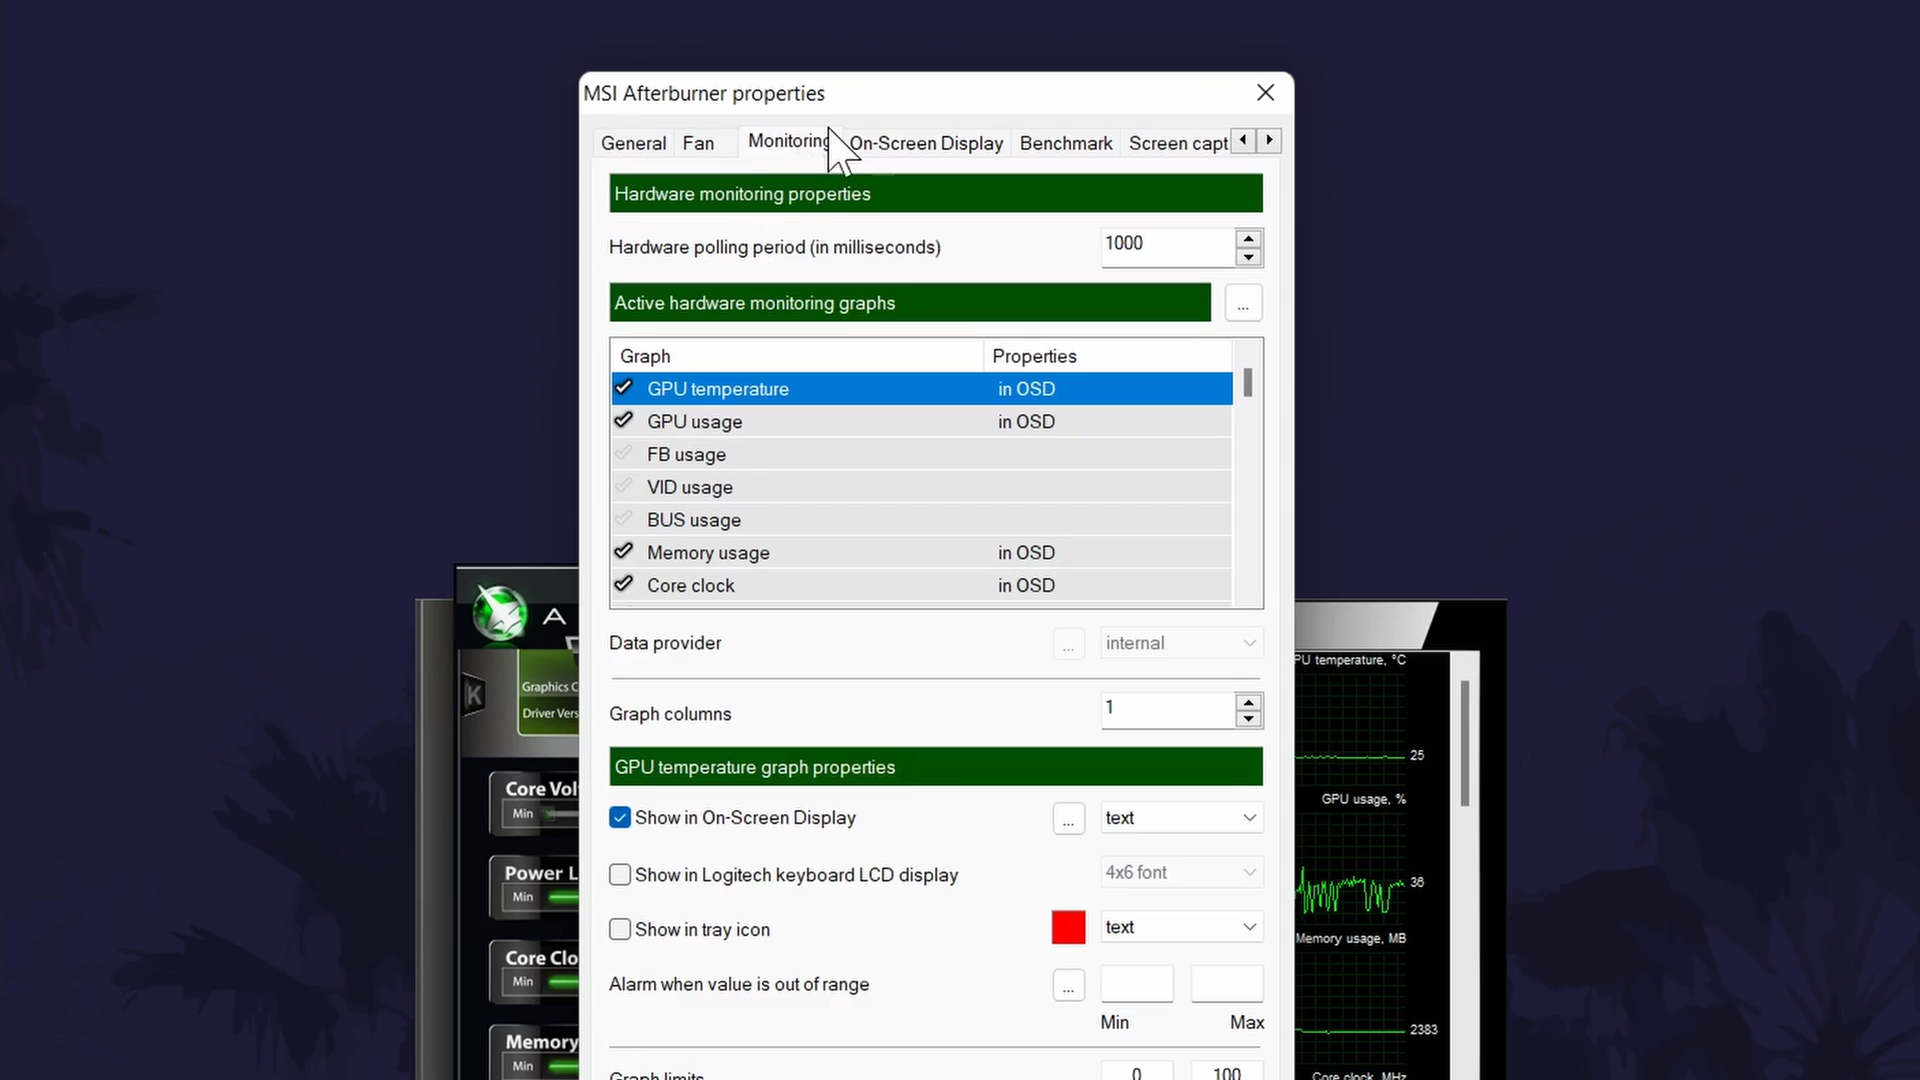 MSI Afterburner properties
General Fan Monitoring On-Screen Display Benchmark Screen capt
Hardware monitoring properties
Hardware polling period (in milliseconds) 1000
Active hardware monitoring graphs ...
Graph Properties
GPU temperature in OSD
GPU usage in OSD
FB usage
VID usage
BUS usage
Memory usage in OSD
Core clock in OSD
Data provider ... internal
Graph columns 1
GPU temperature graph properties
Show in On-Screen Display ... text
Show in Logitech keyboard LCD display 4x6 font
Show in tray icon text
Alarm when value is out of range ...
Min Max
Graph limits 0 100
A
K
Graphics C
Driver Vers
Core Vol
Min
Power L
Min
Core Clo
Min
Memory
Min
PU temperature, °C
25
GPU usage, %
36
Memory usage, MB
2383
Core clock, MHz